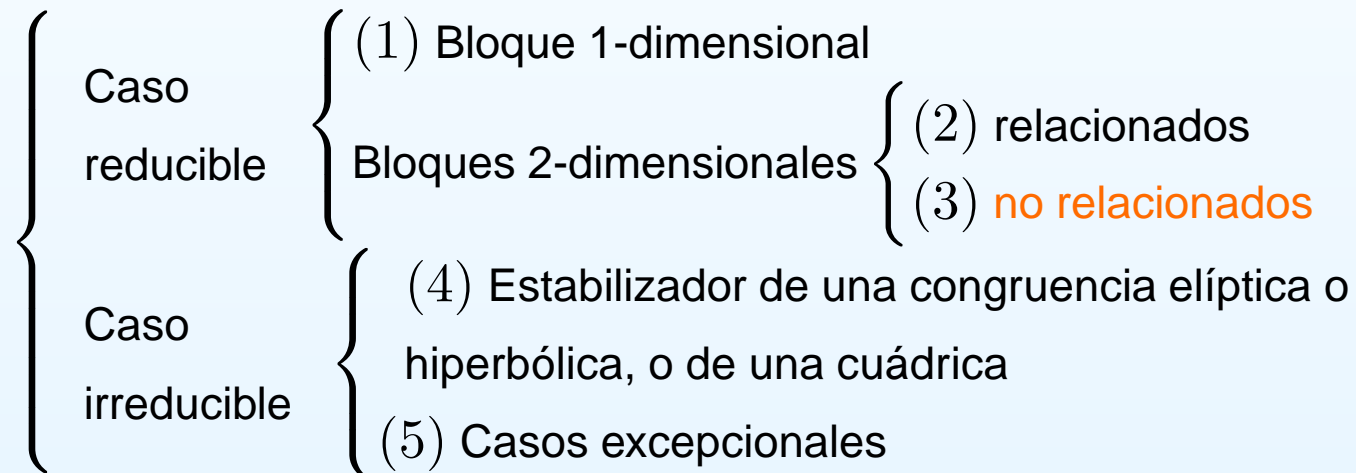 Caso
reducible
(1) Bloque 1-dimensional
Bloques 2-dimensionales
(2) relacionados
(3) no relacionados
Caso
irreducible
(4) Estabilizador de una congruencia elíptica o
hiperbólica, o de una cuádrica
(5) Casos excepcionales